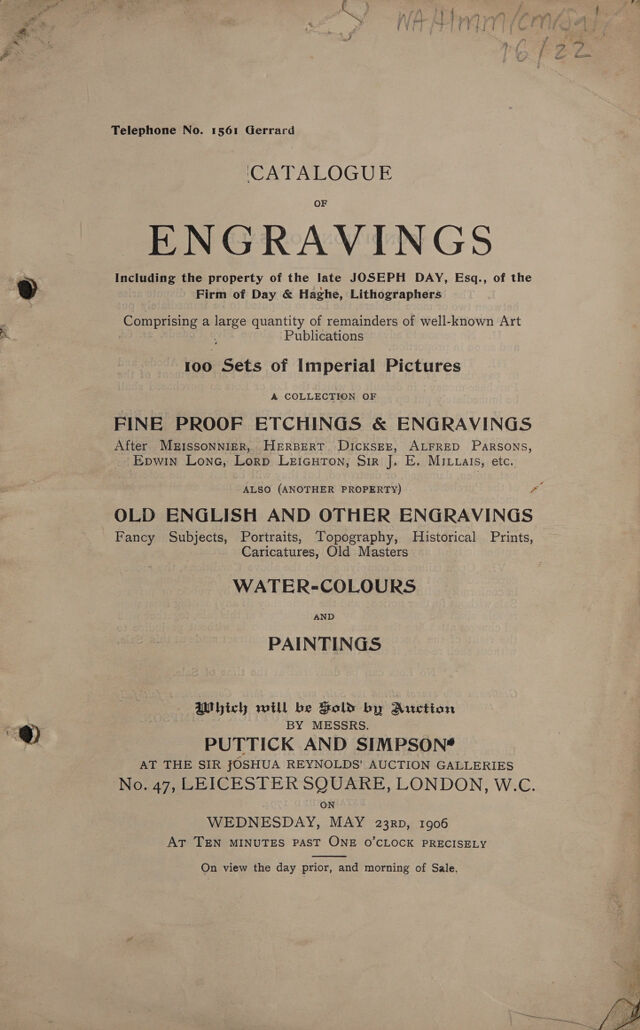 WA/HMM/CM/Sal/
16/22
Telephone No. 1561 Gerrard
CATALOGUE
OF
ENGRAVINGS
Including the property of the late JOSEPH DAY, Esq., of the
Firm of Day & Haghe, Lithographers
Comprising a large quantity of remainders of well-known Art
Publications
100 Sets of Imperial Pictures
A COLLECTION OF
FINE PROOF ETCHINGS & ENGRAVINGS
After MEISSONNIER, HERBERT DICKSEE, ALFRED PARSONS,
EDWIN LONG, LORD LEIGHTON, SIR J. E. MILLAIS, etc.
ALSO (ANOTHER PROPERTY)
OLD ENGLISH AND OTHER ENGRAVINGS
Fancy Subjects, Portraits, Topography, Historical Prints,
Caricatures, Old Masters
WATER-COLOURS
AND
PAINTINGS
Which will be Sold by Auction
BY MESSRS.
PUTTICK AND SIMPSON
AT THE SIR JOSHUA REYNOLDS' AUCTION GALLERIES
No. 47, LEICESTER SQUARE, LONDON, W.C.
ON
WEDNESDAY, MAY 23RD, 1906
AT TEN MINUTES PAST ONE O'CLOCK PRECISELY
On view the day prior, and morning of Sale.